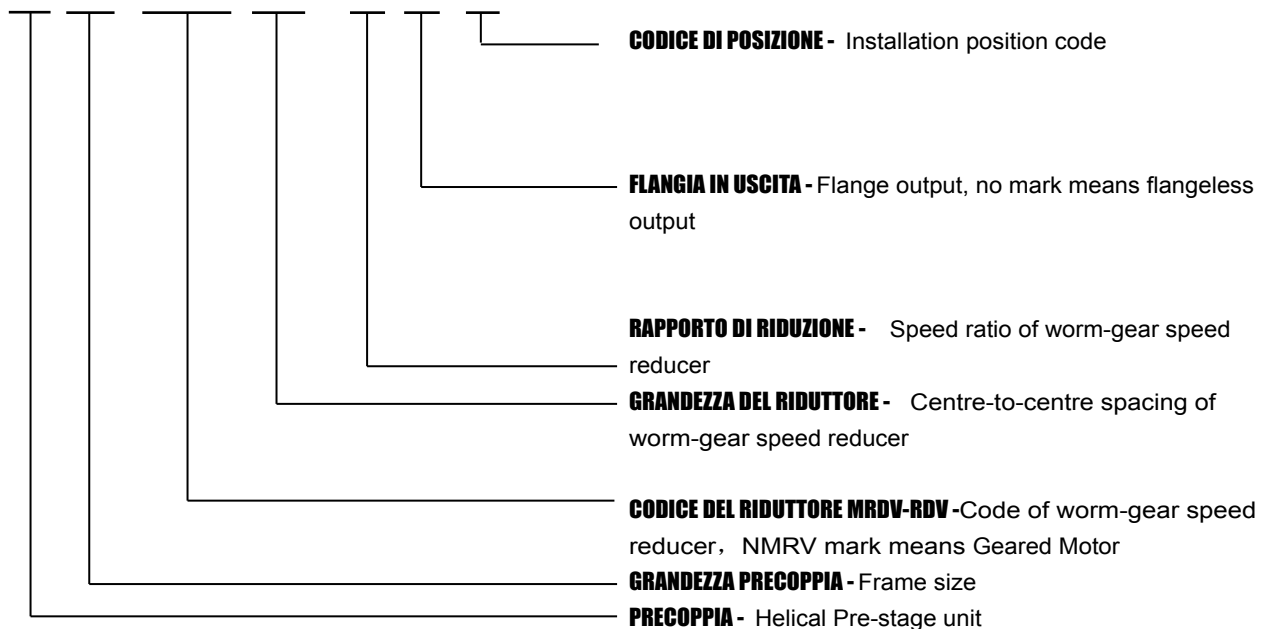 CODICE DI POSIZIONE - Installation position code
FLANGIA IN USCITA - Flange output, no mark means flangeless
output
RAPPORTO DI RIDUZIONE - Speed ratio of worm-gear speed
reducer
GRANDEZZA DEL RIDUTTORE - Centre-to-centre spacing of
worm-gear speed reducer
CODICE DEL RIDUTTORE MRDV-RDV -Code of worm-gear speed
reducer，NMRV mark means Geared Motor
GRANDEZZA PRECOPPIA - Frame size
PRECOPPIA - Helical Pre-stage unit